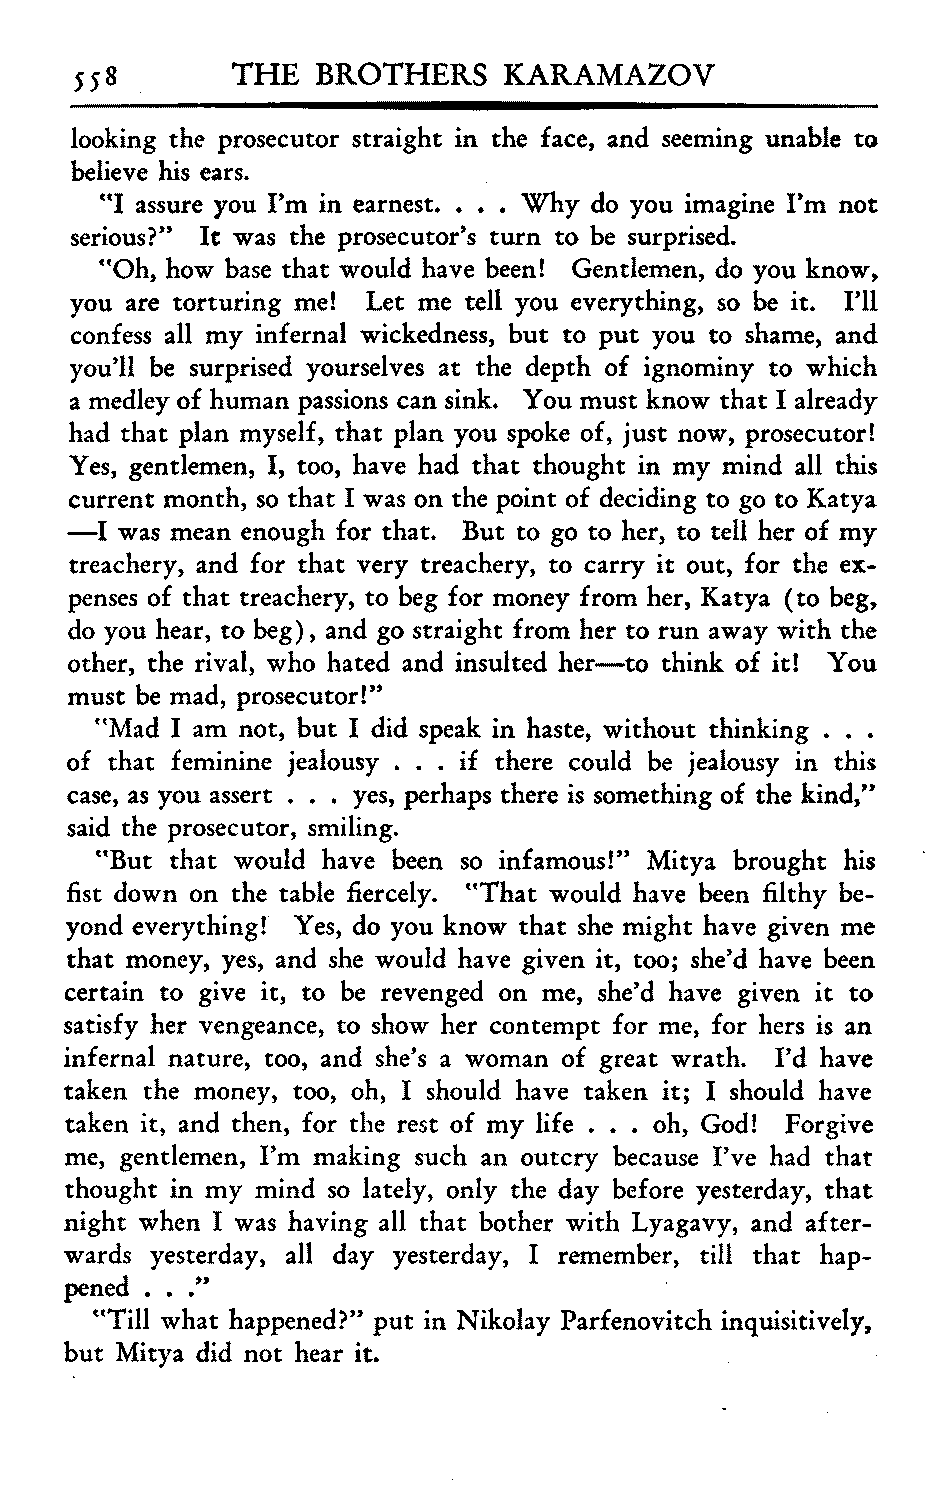 558 THE BROTHERS KARAMAZOV
looking the prosecutor straight in the face, and seeming unable to
believe his ears.
"I assure you I'm in earnest. . . . Why do you imagine I'm not
serious?" It was the prosecutor's turn to be surprised.
"Oh, how base that would have been! Gentlemen, do you know,
you are torturing me! Let me tell you everything, so be it. I'll
confess all my infernal wickedness, but to put you to shame, and
you'll be surprised yourselves at the depth of ignominy to which
a medley of human passions can sink. You must know that I already
had that plan myself, that plan you spoke of, just now, prosecutor!
Yes, gentlemen, I, too, have had that thought in my mind all this
current month, so that I was on the point of deciding to go to Katya
—I was mean enough for that. But to go to her, to tell her of my
treachery, and for that very treachery, to carry it out, for the ex-
penses of that treachery, to beg for money from her, Katya (to beg,
do you hear, to beg), and go straight from her to run away with the
other, the rival, who hated and insulted her—to think of it! You
must be mad, prosecutor!"
"Mad I am not, but I did speak in haste, without thinking . . .
of that feminine jealousy . . . if there could be jealousy in this
case, as you assert . . . yes, perhaps there is something of the kind,"
said the prosecutor, smiling.
"But that would have been so infamous!" Mitya brought his
fist down on the table fiercely. "That would have been filthy be-
yond everything! Yes, do you know that she might have given me
that money, yes, and she would have given it, too; she'd have been
certain to give it, to be revenged on me, she'd have given it to
satisfy her vengeance, to show her contempt for me, for hers is an
infernal nature, too, and she's a woman of great wrath. I'd have
taken the money, too, oh, I should have taken it; I should have
taken it, and then, for the rest of my life . . . oh, God! Forgive
me, gentlemen, I'm making such an outcry because I've had that
thought in my mind so lately, only the day before yesterday, that
night when I was having all that bother with Lyagavy, and after-
wards yesterday, all day yesterday, I remember, till that hap-
pened . . ."
"Till what happened?" put in Nikolay Parfenovitch inquisitively,
but Mitya did not hear it.